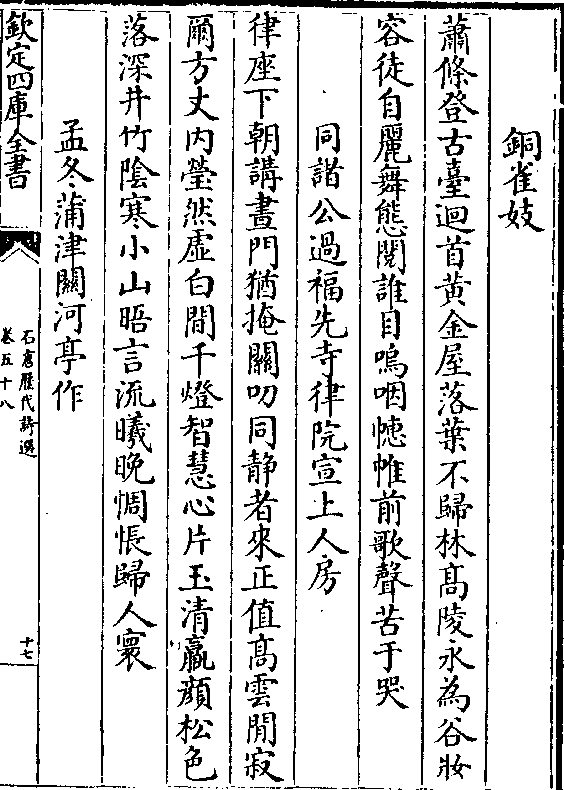 銅雀妓
蕭條登古臺迴首黄金屋落葉不歸林髙陵永為谷妝
容徒自麗舞態閱誰目嗚咽繐帷前歌聲苦于哭
同諧公過福先寺律院宣上人房
律座下朝講晝門猶掩關叨同静者來正值髙雲閒寂
爾方丈内瑩然虛白間千燈智慧心片玉清羸顔松色
落深井竹陰寒小山晤言流曦晚惆悵歸人寰
孟冬蒲津關河亭作
欽定四庫全書
石倉歷代詩選
卷五十八
十七